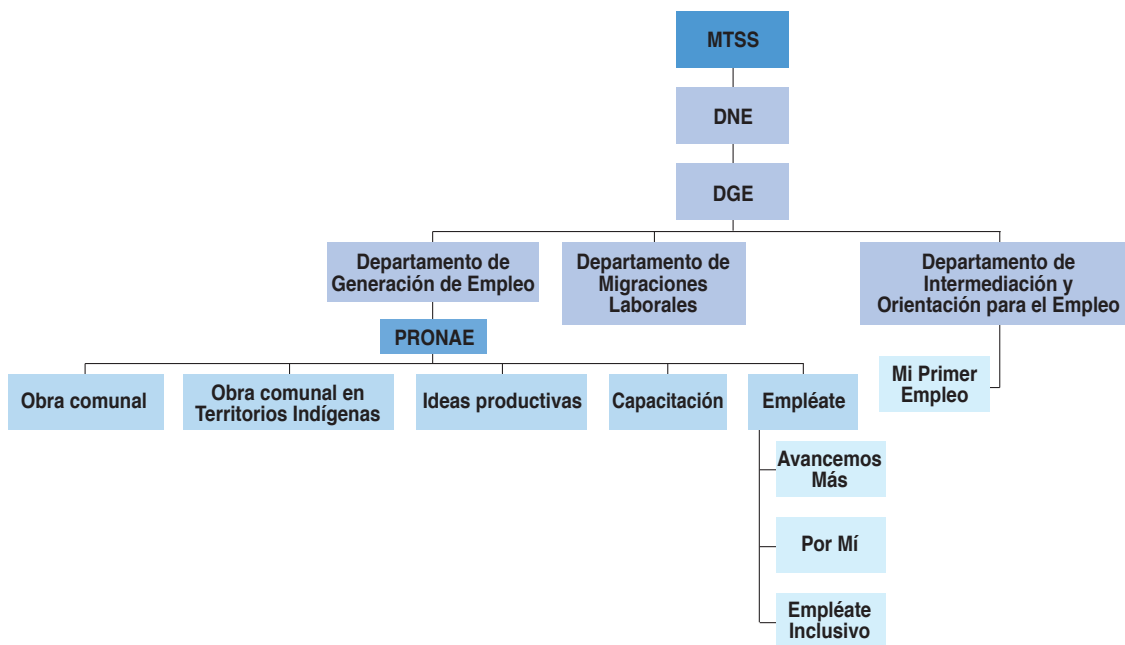 MTSS
DNE
DGE
Departamento de
Generación de Empleo
Departamento de
Migraciones
Laborales
Departamento de
Intermediación y
Orientación para el Empleo
PRONAE
Mi Primer
Empleo
Obra comunal
Obra comunal en
Territorios Indígenas
Ideas productivas
Capacitación
Empléate
Avancemos
Más
Por Mí
Empléate
Inclusivo